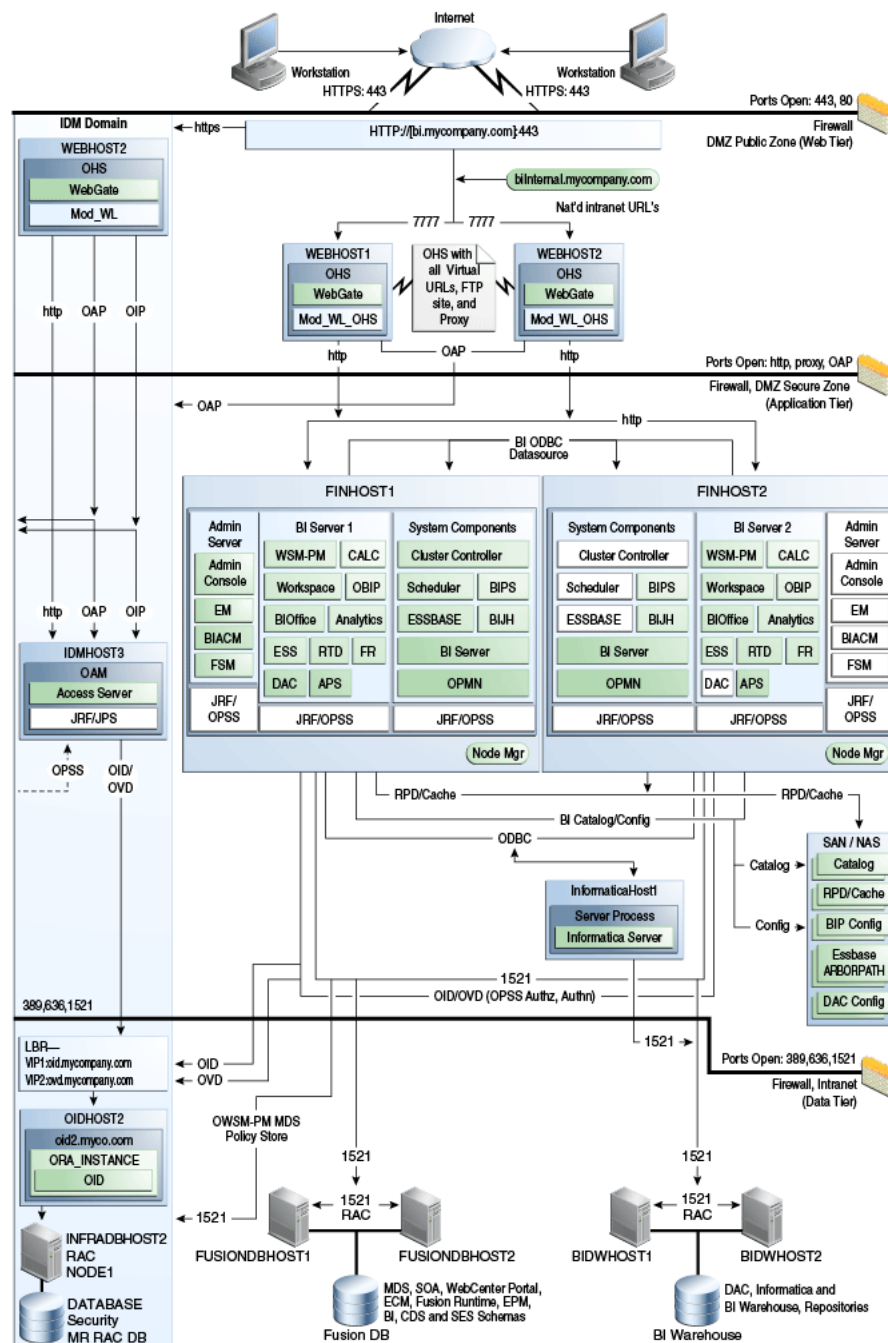 Internet
Workstation
Workstation
HTTPS: 443
HTTPS: 443
Ports Open: 443, 80
Firewall
DMZ Public Zone (Web Tier)
IDM Domain
https
HTTP://[bi.mycompany.com]:443
WEBHOST2
OHS
WebGate
Mod_WL
biInternal.mycompany.com
Nat'd intranet URL's
7777
7777
WEBHOST1
OHS
WebGate
Mod_WL_OHS
OHS with
all Virtual
URLs, FTP
site, and
Proxy
WEBHOST2
OHS
WebGate
Mod_WL_OHS
http
OAP
OIP
http
OAP
http
Ports Open: http, proxy, OAP
Firewall, DMZ Secure Zone
(Application Tier)
OAP
http
BI ODBC
Datasource
FINHOST1
Admin
Server
Admin
Console
EM
BIACM
FSM
JRF/
OPSS
BI Server 1
WSM-PM
CALC
Workspace
OBIP
BIOffice
Analytics
ESS
RTD
FR
DAC
APS
JRF/OPSS
System Components
Cluster Controller
Scheduler
BIPS
ESSBASE
BIJH
BI Server
OPMN
JRF/OPSS
Node Mgr
FINHOST2
System Components
Cluster Controller
Scheduler
BIPS
ESSBASE
BIJH
BI Server
OPMN
JRF/OPSS
BI Server 2
WSM-PM
CALC
Workspace
OBIP
BIOffice
Analytics
ESS
RTD
FR
DAC
APS
JRF/OPSS
Admin
Server
Admin
Console
EM
BIACM
FSM
JRF/
OPSS
Node Mgr
http
OAP
OIP
IDMHOST3
OAM
Access Server
JRF/JPS
OPSS
OID/
OVD
RPD/Cache
RPD/Cache
BI Catalog/Config
ODBC
SAN / NAS
Catalog
RPD/Cache
BIP Config
Essbase
ARBORPATH
DAC Config
Catalog
Config
InformaticaHost1
Server Process
Informatica Server
1521
OID/OVD (OPSS Authz, Authn)
389,636,1521
1521
Ports Open: 389,636,1521
Firewall, Intranet
(Data Tier)
LBR—
VIP1:oid.mycompany.com
VIP2:ovd.mycompany.com
OID
OVD
OIDHOST2
oid2.myco.com
ORA_INSTANCE
OID
OWSM-PM MDS
Policy Store
1521
1521
1521
1521
RAC
1521
RAC
INFRADBHOST2
RAC
NODE1
FUSIONDBHOST1
FUSIONDBHOST2
BIDWHOST1
BIDWHOST2
DATABASE
Security
MR RAC DB
MDS, SOA, WebCenter Portal,
ECM, Fusion Runtime, EPM,
BI, CDS and SES Schemas
Fusion DB
DAC, Informatica and
BI Warehouse, Repositories
BI Warehouse